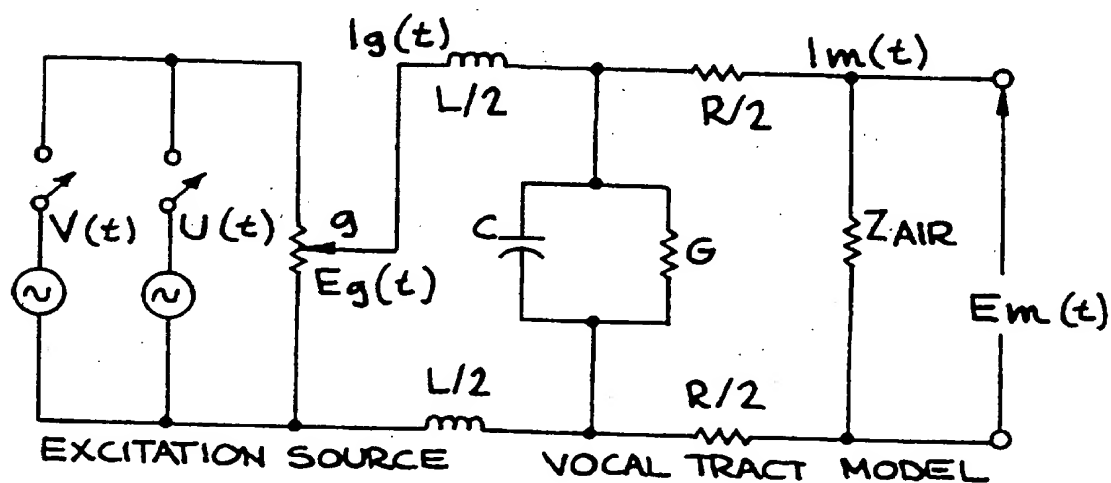 Ig(t)
L/2
R/2
Im(t)
V(t)
U(t)
g
Eg(t)
C
G
ZAIR
Em(t)
L/2
R/2
EXCITATION SOURCE
VOCAL TRACT MODEL